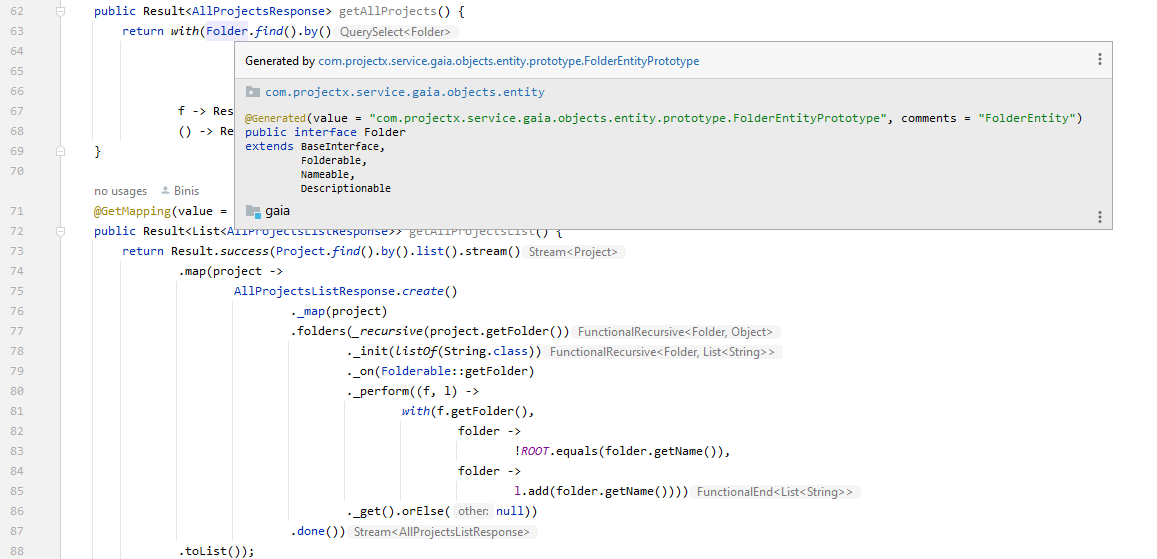 62 public Result<AllProjectsResponse> getAllProjects() {
63 return with(Folder.find().by() QuerySelect<Folder>
64
Generated by com.projectx.service.gaia.objects.entity.prototype.FolderEntityPrototype
65
66
com.projectx.service.gaia.objects.entity
67 f -> Res
@Generated(value = "com.projectx.service.gaia.objects.entity.prototype.FolderEntityPrototype", comments = "FolderEntity")
68 () -> Re
public interface Folder
69 }
extends BaseInterface,
Folderable,
70
Nameable,
no usages Binis
Descriptionable
71 @GetMapping(value =
gaia
72 public Result<List<AllProjectsListResponse>> getAllProjectsList() {
73 return Result.success(Project.find().by().list().stream() Stream<Project>
74 .map(project ->
75 AllProjectsListResponse.create()
76 ._map(project)
77 .folders(_recursive(project.getFolder()) FunctionalRecursive<Folder, Object>
78 ._init(listOf(String.class)) FunctionalRecursive<Folder, List<String>>
79 ._on(Folderable::getFolder)
80 ._perform((f, l) ->
81 with(f.getFolder(),
82 folder ->
83 !ROOT.equals(folder.getName()),
84 folder ->
85 l.add(folder.getName()))) FunctionalEnd<List<String>>
86 ._get().orElse( other: null))
87 .done()) Stream<AllProjectsListResponse>
88 .toList());